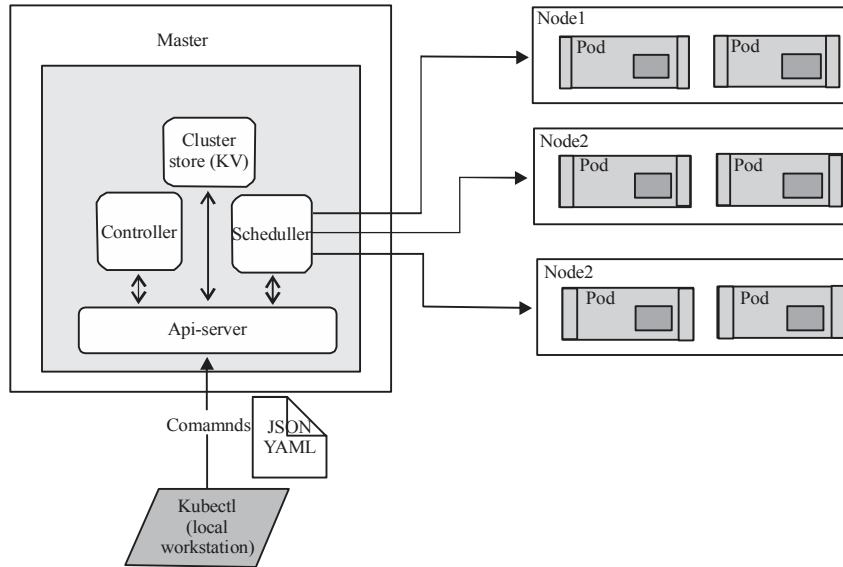 Master
Cluster
store (KV)
Controller
Scheduller
Api-server
Comamnds
JSON
YAML
Kubectl
(local
workstation)
Node1
Pod
Pod
Node2
Pod
Pod
Node2
Pod
Pod